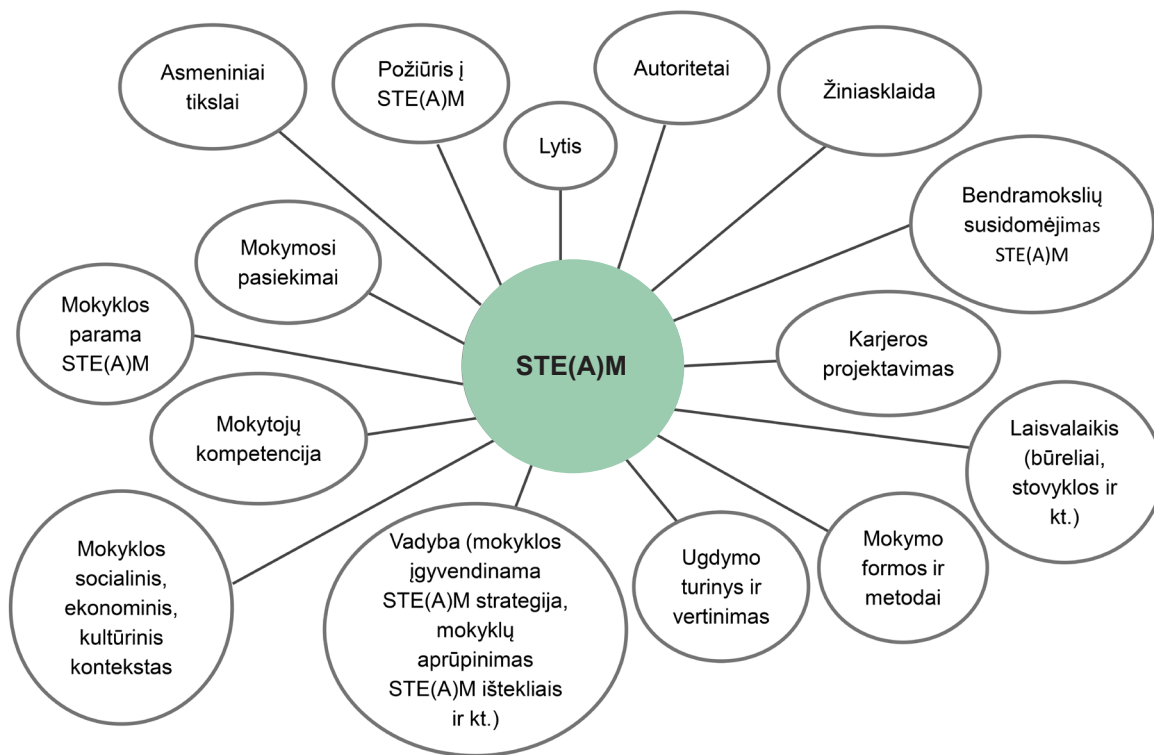 Asmeniniai
tikslai
Požiūris į
STE(A)M
Lytis
Autoritetai
Žiniasklaida
Bendramokslių
susidomėjimas
STE(A)M
Mokymosi
pasiekimai
Mokyklos
parama
STE(A)M
STE(A)M
Karjeros
projektavimas
Mokytojų
kompetencija
Laisvalaikis
(būreliai,
stovyklos ir
kt.)
Mokyklos
socialinis,
ekonominis,
kultūrinis
kontekstas
Vadyba (mokyklos
įgyvendinama
STE(A)M strategija,
mokyklų
aprūpinimas
STE(A)M ištekliais
ir kt.)
Ugdymo
turinys ir
vertinimas
Mokymo
formos ir
metodai